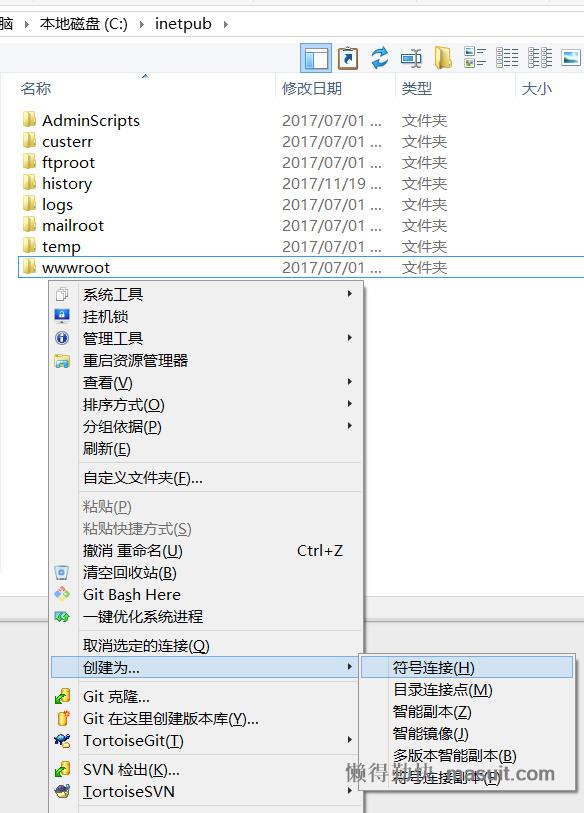 脑 › 本地磁盘 (C:) › inetpub ›
名称 修改日期 类型 大小
AdminScripts 2017/07/01 ... 文件夹
custerr 2017/07/01 ... 文件夹
ftproot 2017/07/01 ... 文件夹
history 2017/11/19 ... 文件夹
logs 2017/07/01 ... 文件夹
mailroot 2017/07/01 ... 文件夹
temp 2017/07/01 ... 文件夹
wwwroot 2017/07/01 ... 文件夹
系统工具
挂机锁
管理工具
重启资源管理器
查看(V)
排序方式(O)
分组依据(P)
刷新(E)
自定义文件夹(F)...
粘贴(P)
粘贴快捷方式(S)
撤消 重命名(U) Ctrl+Z
清空回收站(B)
Git Bash Here
一键优化系统进程
取消选定的连接(Q)
创建为...
Git 克隆...
Git 在这里创建版本库(Y)...
TortoiseGit(T)
SVN 检出(K)...
TortoiseSVN
符号连接(H)
目录连接点(M)
智能副本(Z)
智能镜像(J)
多版本智能副本(B)
符号连接副本(P)
懒得勤快 masuit.com